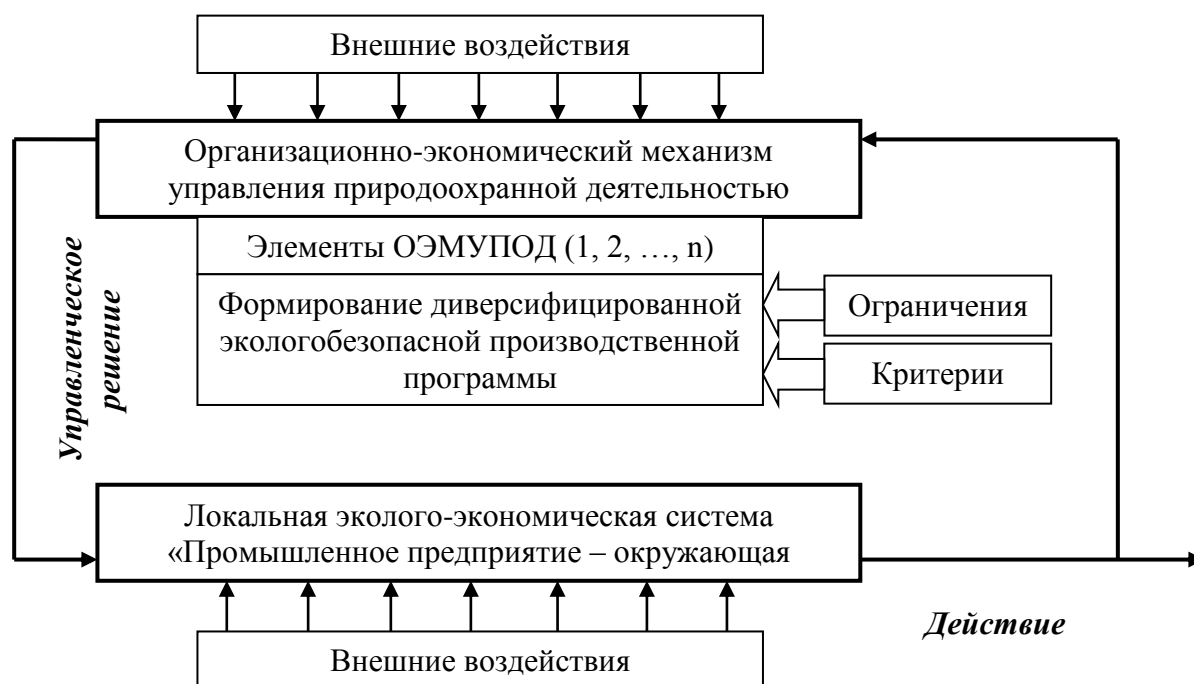 Внешние воздействия
Организационно-экономический механизм
управления природоохранной деятельностью
Элементы ОЭМУПОД (1, 2, …, n)
Формирование диверсифицированной
экологобезопасной производственной
программы
Ограничения
Критерии
Управленческое
решение
Локальная эколого-экономическая система
«Промышленное предприятие – окружающая
Действие
Внешние воздействия